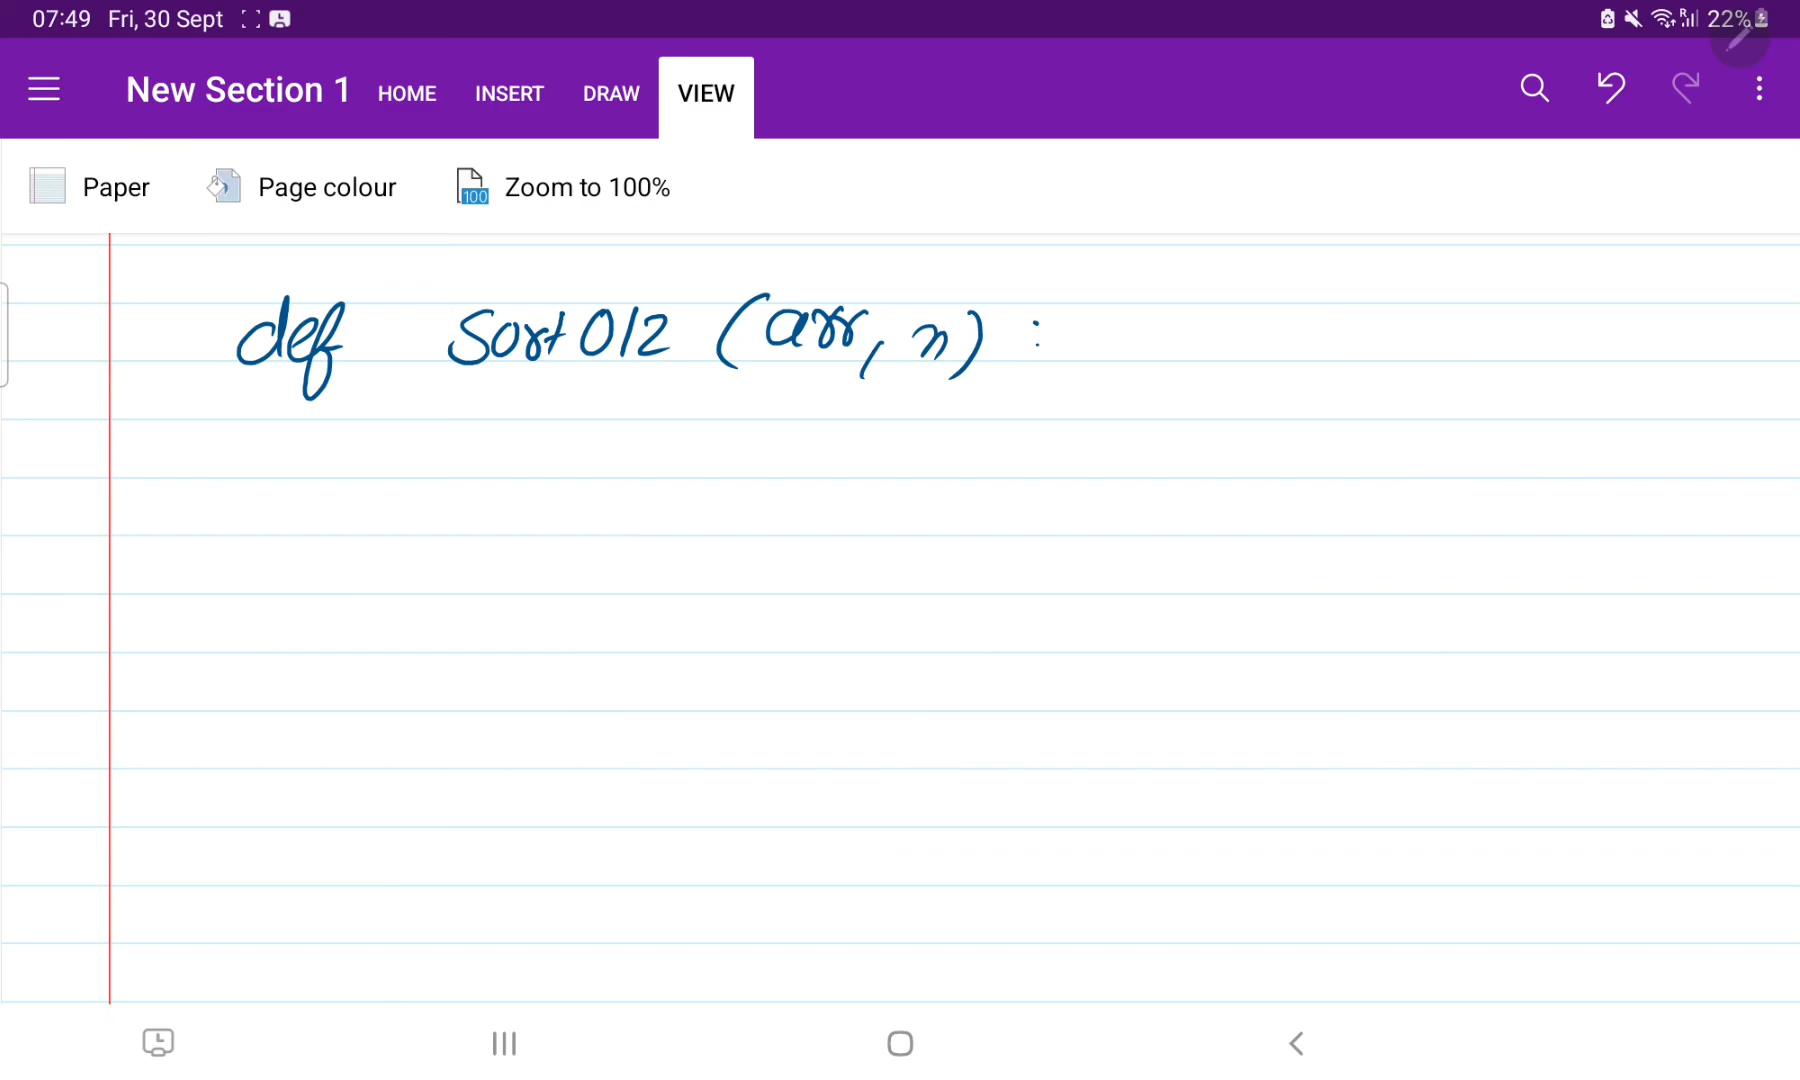 07:49 Fri, 30 Sept 22%
New Section 1 HOME INSERT DRAW VIEW
Paper Page colour 100 Zoom to 100%
def Sort012 (arr, n) :